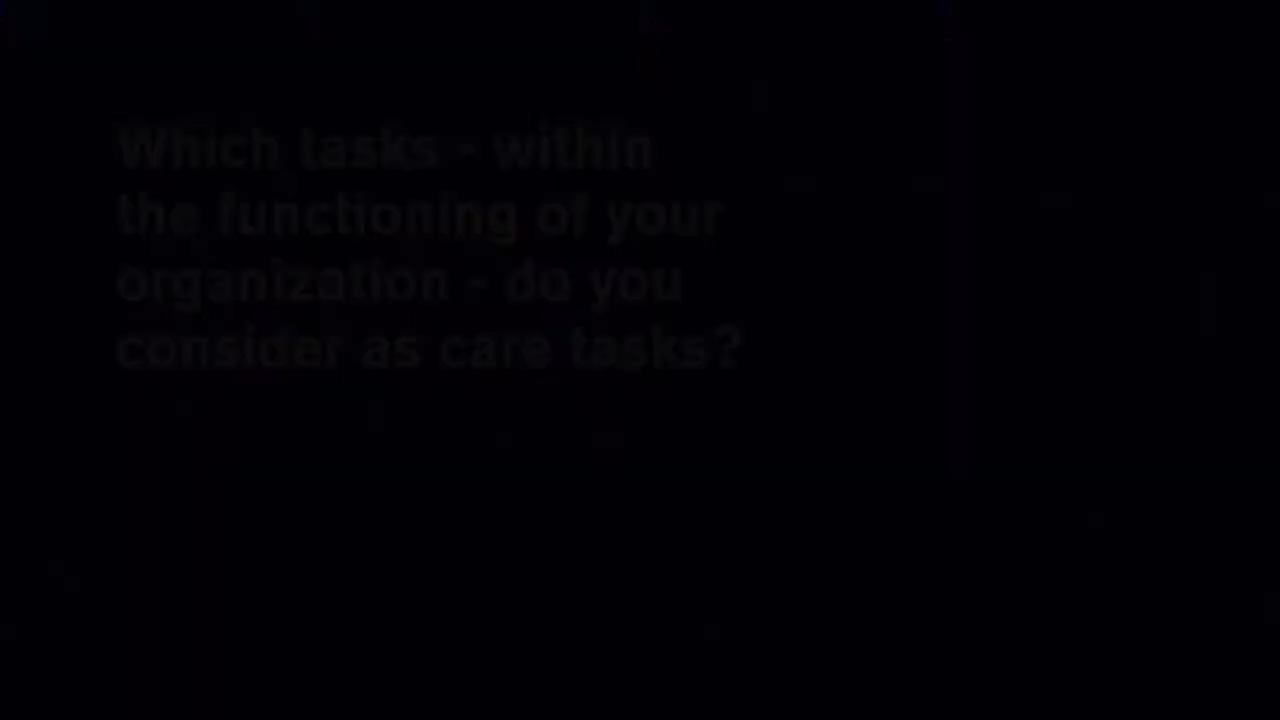 Which tasks - within
the functioning of your
organization - do you
consider as care tasks?